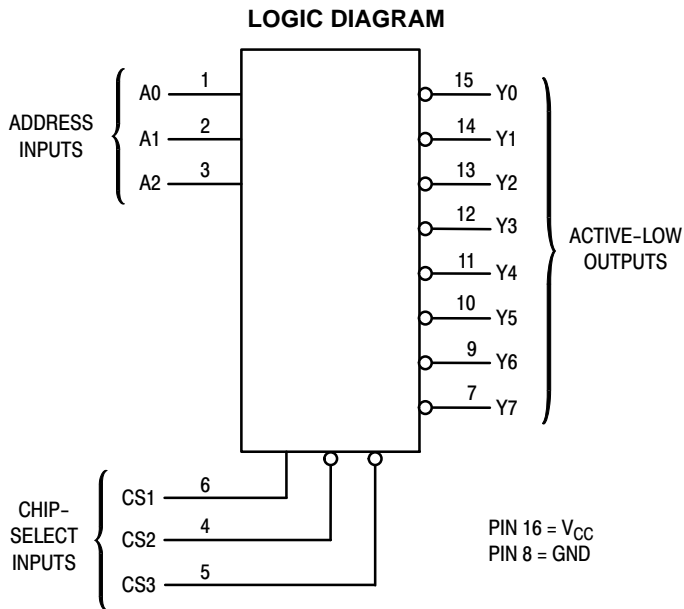 LOGIC DIAGRAM
ADDRESS
INPUTS
A0 1
A1 2
A2 3
15 Y0
14 Y1
13 Y2
12 Y3
11 Y4
10 Y5
9 Y6
7 Y7
ACTIVE-LOW
OUTPUTS
CHIP-
SELECT
INPUTS
CS1 6
CS2 4
CS3 5
PIN 16 = VCC
PIN 8 = GND